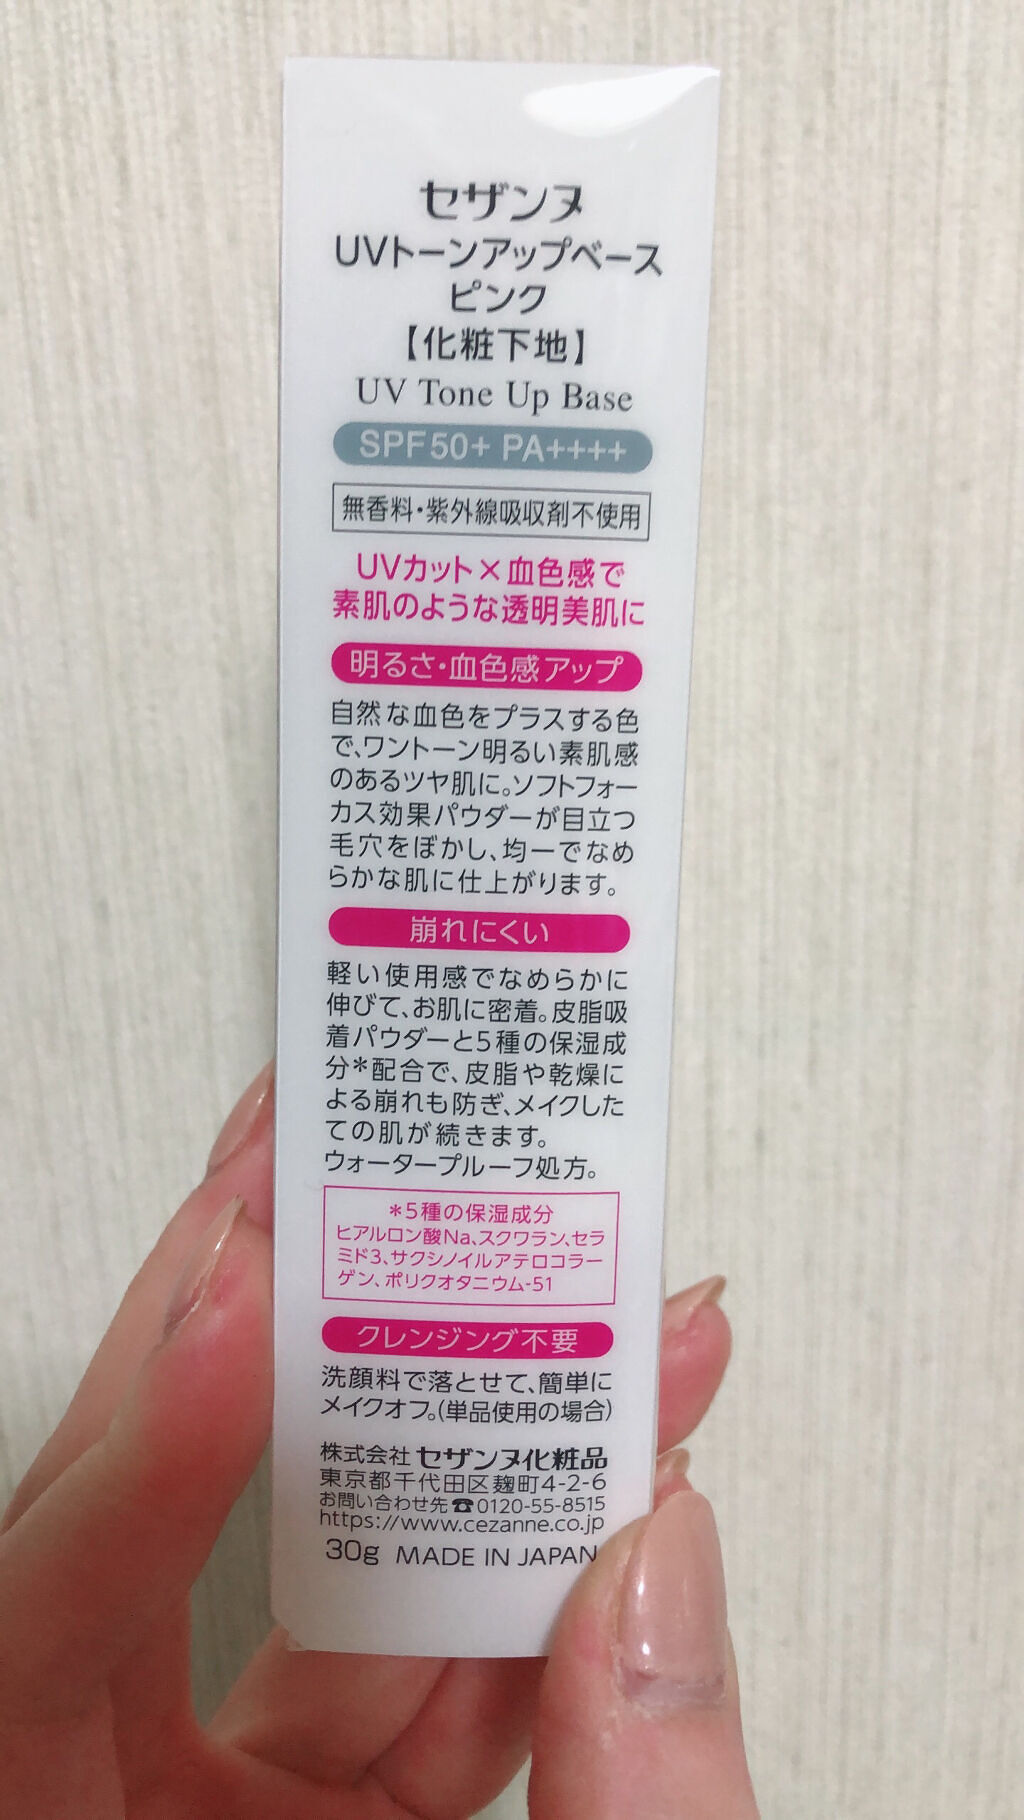 セザンヌ
UVトーンアップベース
ピンク
【化粧下地】
UV Tone Up Base
SPF50+ PA++++
無香料・紫外線吸収剤不使用
UVカット×血色感で
素肌のような透明美肌に
明るさ・血色感アップ
自然な血色をプラスする色
で、ワントーン明るい素肌感
のあるツヤ肌に。ソフトフォー
カス効果パウダーが目立つ
毛穴をぼかし、均一でなめ
らかな肌に仕上がります。
崩れにくい
軽い使用感でなめらかに
伸びて、お肌に密着。皮脂吸
着パウダーと5種の保湿成
分*配合で、皮脂や乾燥に
よる崩れも防ぎ、メイクした
ての肌が続きます。
ウォータープルーフ処方。
*5種の保湿成分
ヒアルロン酸Na、スクワラン、セラ
ミド3、サクシノイルアテロコラー
ゲン、ポリクオタニウム-51
クレンジング不要
洗顔料で落とせて、簡単に
メイクオフ。(単品使用の場合)
株式会社 セザンヌ化粧品
東京都千代田区麹町4-2-6
お問い合わせ先☎0120-55-8515
https://www.cezanne.co.jp
30g MADE IN JAPAN